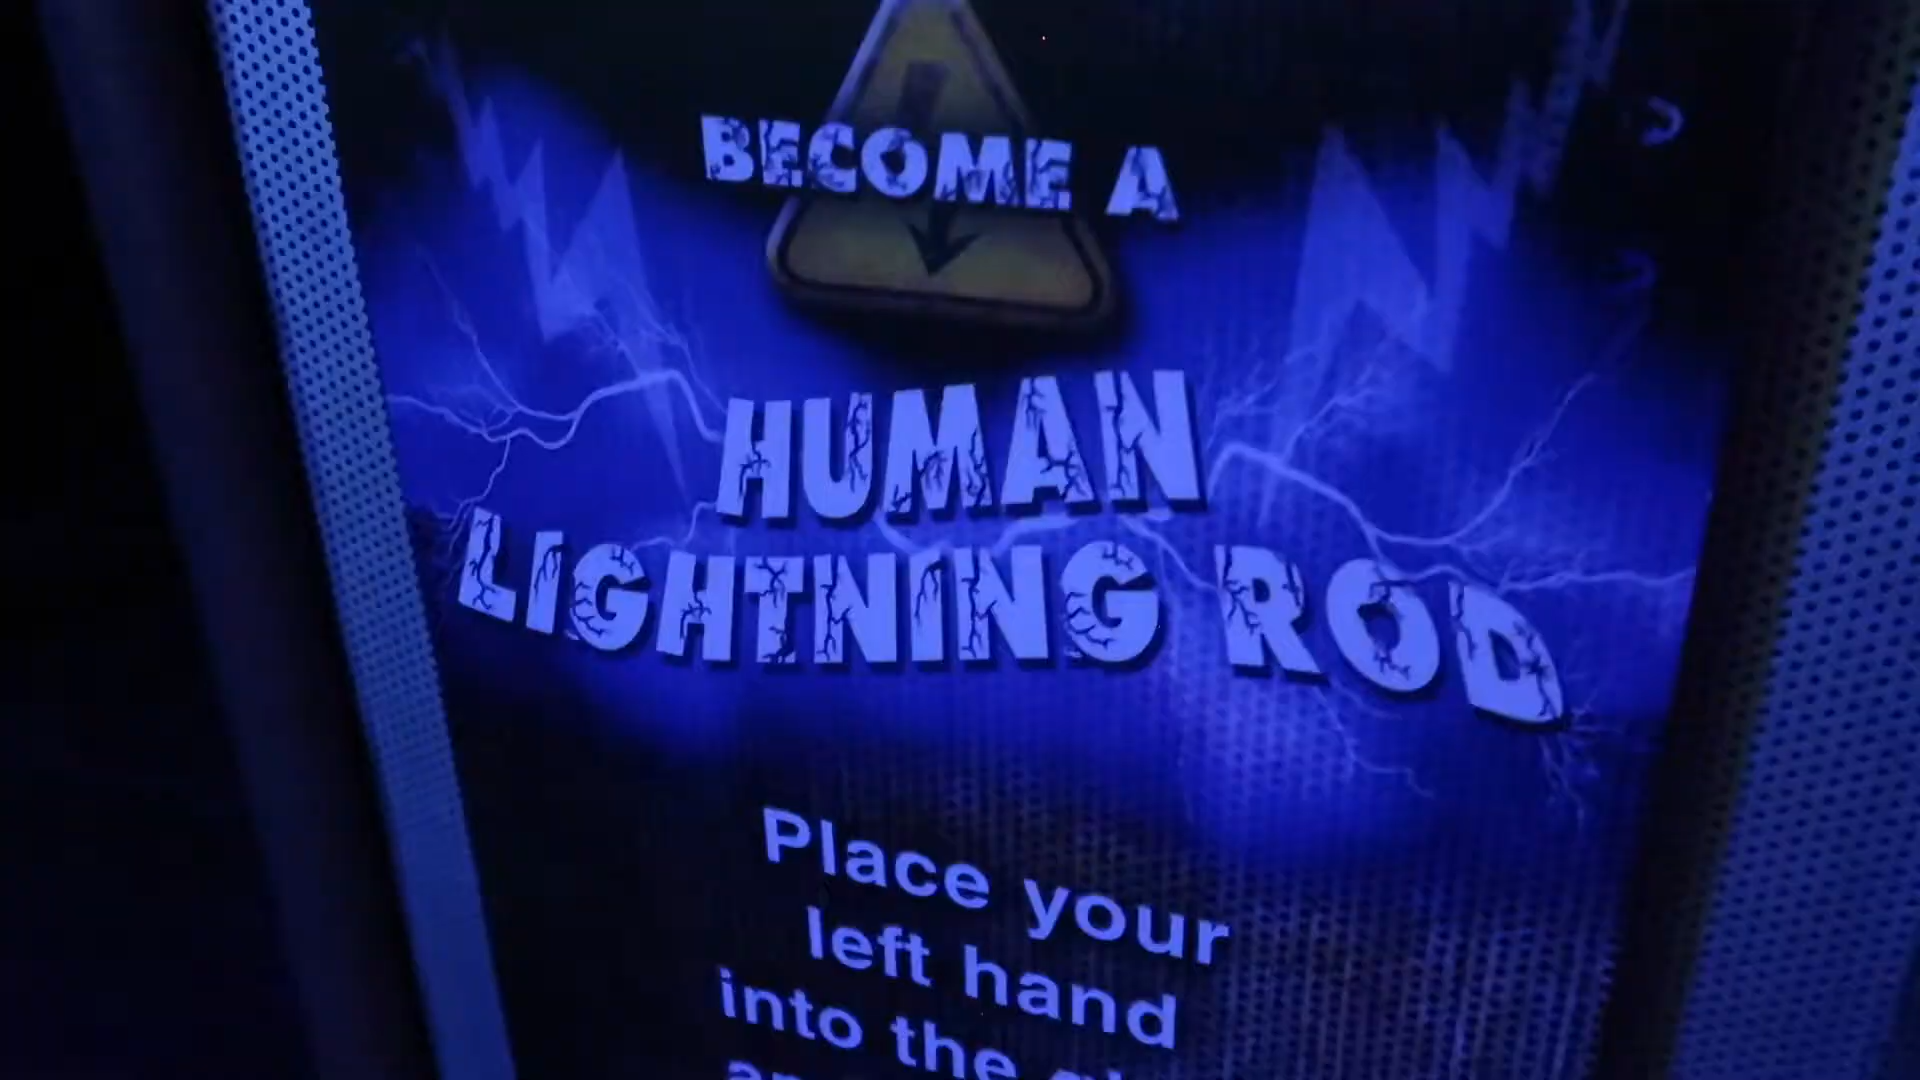 BECOME A
HUMAN
LIGHTNING ROD
Place your
left hand
into the